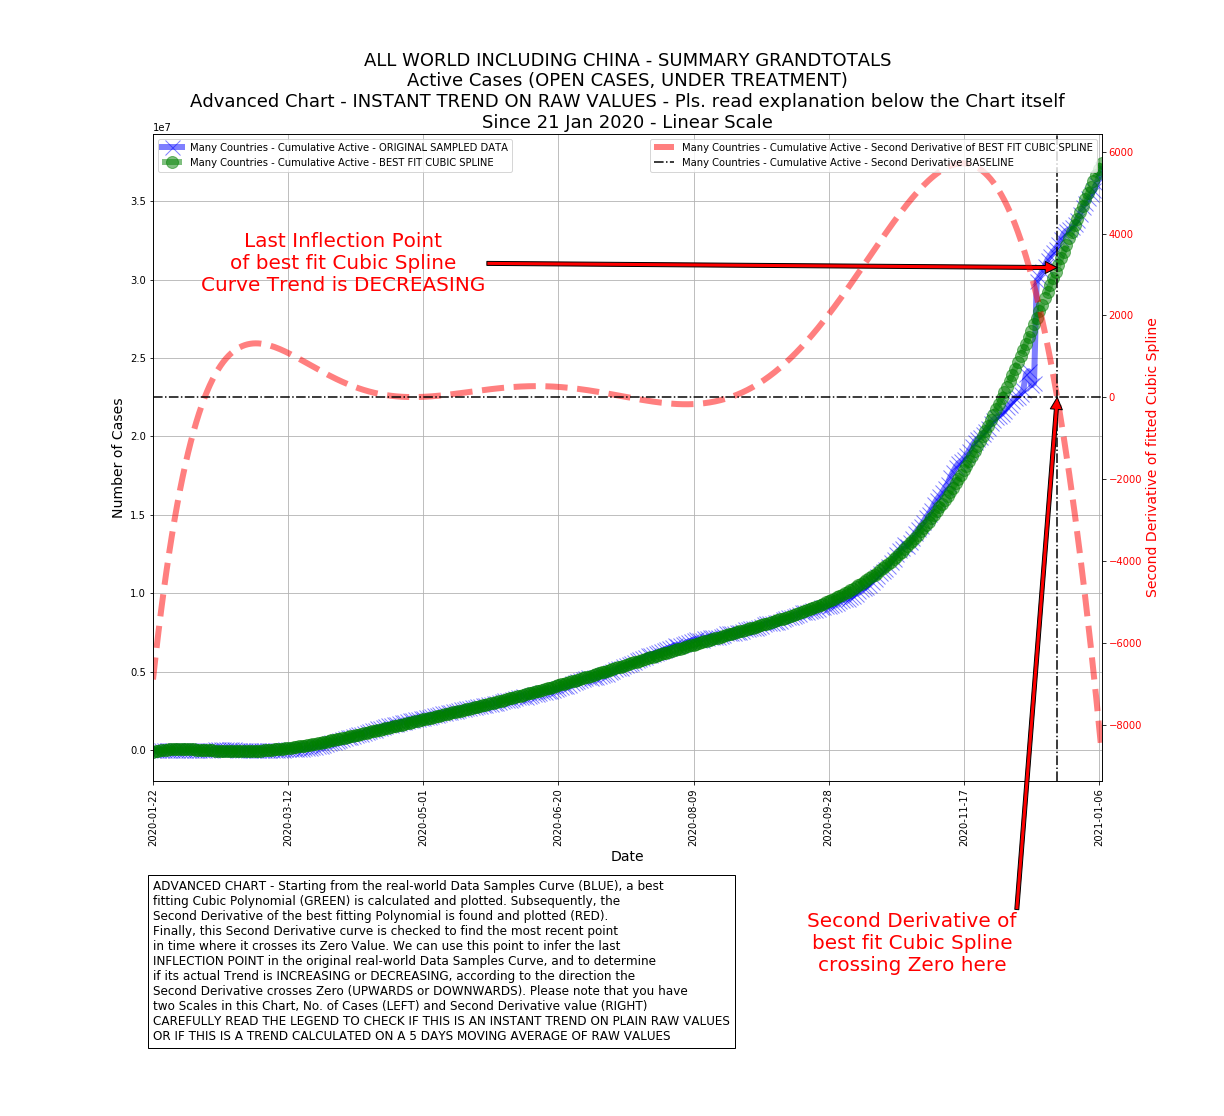 ALL WORLD INCLUDING CHINA - SUMMARY GRANDTOTALS
Active Cases (OPEN CASES, UNDER TREATMENT)
Advanced Chart - INSTANT TREND ON RAW VALUES - Pls. read explanation below the Chart itself
Since 21 Jan 2020 - Linear Scale
1e7
Many Countries - Cumulative Active - ORIGINAL SAMPLED DATA
Many Countries - Cumulative Active - BEST FIT CUBIC SPLINE
Many Countries - Cumulative Active - Second Derivative of BEST FIT CUBIC SPLINE
Many Countries - Cumulative Active - Second Derivative BASELINE
Last Inflection Point
of best fit Cubic Spline
Curve Trend is DECREASING
Number of Cases
3.5
3.0
2.5
2.0
1.5
1.0
0.5
0.0
6000
4000
2000
0
−2000
−4000
−6000
−8000
Second Derivative of fitted Cubic Spline
2020-01-22
2020-03-12
2020-05-01
2020-06-20
2020-08-09
2020-09-28
2020-11-17
2021-01-06
Date
Second Derivative of
best fit Cubic Spline
crossing Zero here
ADVANCED CHART - Starting from the real-world Data Samples Curve (BLUE), a best
fitting Cubic Polynomial (GREEN) is calculated and plotted. Subsequently, the
Second Derivative of the best fitting Polynomial is found and plotted (RED).
Finally, this Second Derivative curve is checked to find the most recent point
in time where it crosses its Zero Value. We can use this point to infer the last
INFLECTION POINT in the original real-world Data Samples Curve, and to determine
if its actual Trend is INCREASING or DECREASING, according to the direction the
Second Derivative crosses Zero (UPWARDS or DOWNWARDS). Please note that you have
two Scales in this Chart, No. of Cases (LEFT) and Second Derivative value (RIGHT)
CAREFULLY READ THE LEGEND TO CHECK IF THIS IS AN INSTANT TREND ON PLAIN RAW VALUES
OR IF THIS IS A TREND CALCULATED ON A 5 DAYS MOVING AVERAGE OF RAW VALUES